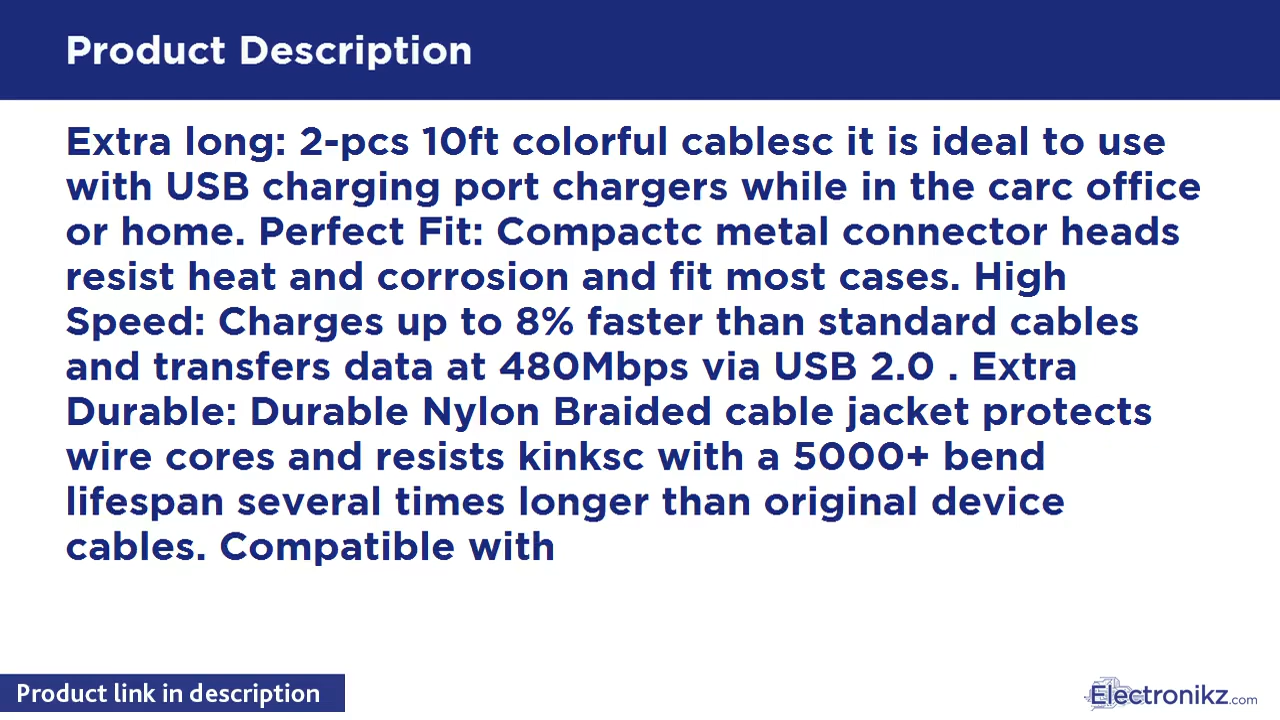 Product Description
Extra long: 2-pcs 10ft colorful cablesc it is ideal to use
with USB charging port chargers while in the carc office
or home. Perfect Fit: Compactc metal connector heads
resist heat and corrosion and fit most cases. High
Speed: Charges up to 8% faster than standard cables
and transfers data at 480Mbps via USB 2.0 . Extra
Durable: Durable Nylon Braided cable jacket protects
wire cores and resists kinksc with a 5000+ bend
lifespan several times longer than original device
cables. Compatible with
Product link in description
Electronikz.com